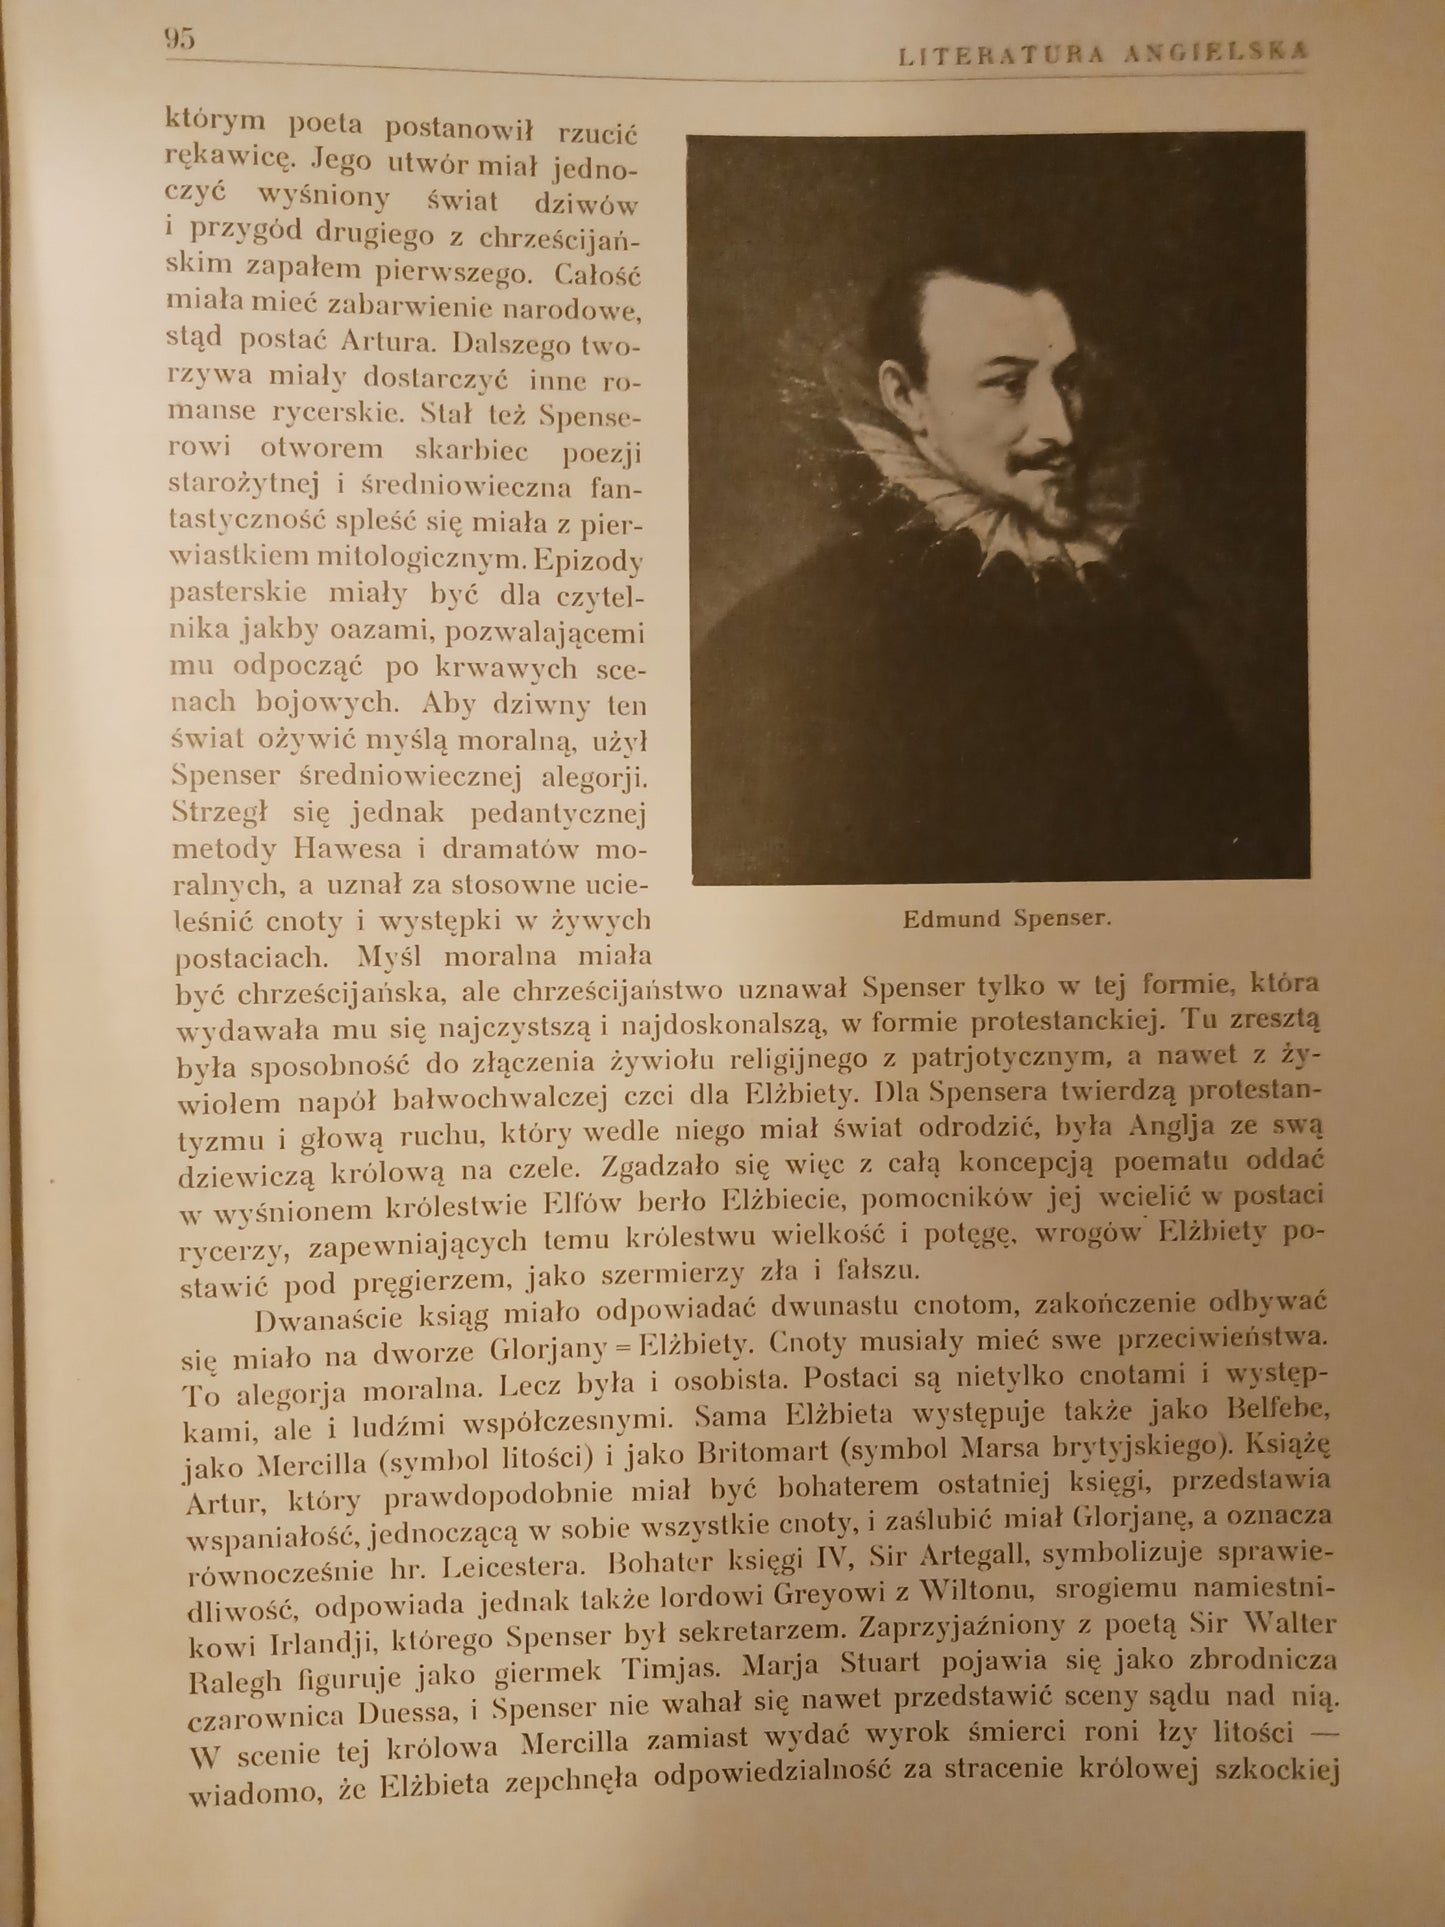 95
LITERATURA ANGIELSKA
którym poeta postanowił rzucić
rękawicę. Jego utwór miał jedno-
czyć wyśniony świat dziwów
i przygód drugiego z chrześcijań-
skim zapałem pierwszego. Całość
miała mieć zabarwienie narodowe,
stąd postać Artura. Dalszego two-
rzywa miały dostarczyć inne ro-
manse rycerskie. Stał też Spense-
rowi otworem skarbiec poezji
starożytnej i średniowieczna fan-
tastyczność spleść się miała z pier-
wiastkiem mitologicznym. Epizody
pasterskie miały być dla czytel-
nika jakby oazami, pozwalającemi
mu odpocząć po krwawych sce-
nach bojowych. Aby dziwny ten
świat ożywić myślą moralną, użył
Spenser średniowiecznej alegorji.
Strzegł się jednak pedantycznej
metody Hawesa i dramatów mo-
ralnych, a uznał za stosowne ucie-
leśnić cnoty i występki w żywych
postaciach. Myśl moralna miała
Edmund Spenser.
być chrześcijańska, ale chrześcijaństwo uznawał Spenser tylko w tej formie, która
wydawała mu się najczystszą i najdoskonalszą, w formie protestanckiej. Tu zresztą
była sposobność do złączenia żywiołu religijnego z patrjotycznym, a nawet z ży-
wiołem napół bałwochwalczej czci dla Elżbiety. Dla Spensera twierdzą protestan-
tyzmu i głową ruchu, który wedle niego miał świat odrodzić, była Anglja ze swą
dziewiczą królową na czele. Zgadzało się więc z całą koncepcją poematu oddać
w wyśnionem królestwie Elfów berło Elżbiecie, pomocników jej wcielić w postaci
rycerzy, zapewniających temu królestwu wielkość i potęgę, wrogów Elżbiety po-
stawić pod pręgierzem, jako szermierzy zła i fałszu.
Dwanaście ksiąg miało odpowiadać dwunastu cnotom, zakończenie odbywać
się miało na dworze Glorjany = Elżbiety. Cnoty musiały mieć swe przeciwieństwa.
To alegorja moralna. Lecz była i osobista. Postaci są nietylko cnotami i występ-
kami, ale i ludźmi współczesnymi. Sama Elżbieta występuje także jako Belfebe,
jako Mercilla (symbol litości) i jako Britomart (symbol Marsa brytyjskiego). Książę
Artur, który prawdopodobnie miał być bohaterem ostatniej księgi, przedstawia
wspaniałość, jednoczącą w sobie wszystkie cnoty, i zaślubić miał Glorjanę, a oznacza
równocześnie hr. Leicestera. Bohater księgi IV, Sir Artegall, symbolizuje sprawie-
dliwość, odpowiada jednak także lordowi Greyowi z Wiltonu, srogiemu namiestni-
kowi Irlandji, którego Spenser był sekretarzem. Zaprzyjaźniony z poetą Sir Walter
Ralegh figuruje jako giermek Timjas. Marja Stuart pojawia się jako zbrodnicza
czarownica Duessa, i Spenser nie wahał się nawet przedstawić sceny sądu nad nią.
W scenie tej królowa Mercilla zamiast wydać wyrok śmierci roni łzy litości —
wiadomo, że Elżbieta zepchnęła odpowiedzialność za stracenie królowej szkockiej